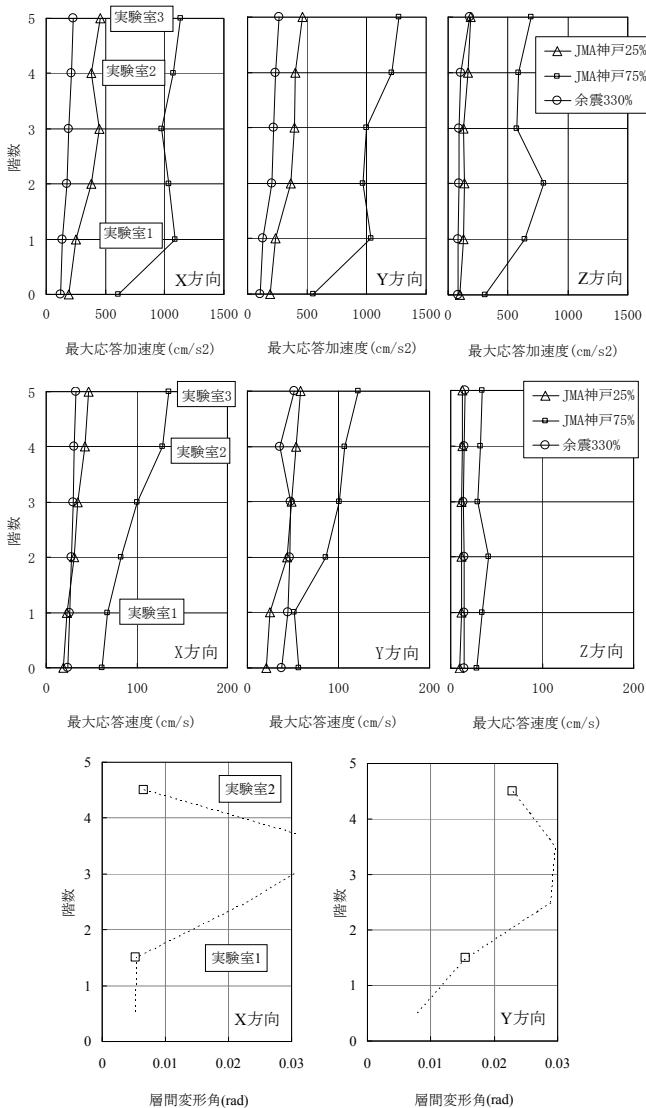 5
4
3
2
1
0
階数
実験室3
実験室2
実験室1
X方向
0 500 1000 1500
最大応答加速度(cm/s2)
Y方向
0 500 1000 1500
最大応答加速度(cm/s2)
JMA神戸25%
JMA神戸75%
余震330%
Z方向
0 500 1000 1500
最大応答加速度(cm/s2)
5
4
3
2
1
0
階数
実験室3
実験室2
実験室1
X方向
0 100 200
最大応答速度(cm/s)
Y方向
0 100 200
最大応答速度(cm/s)
JMA神戸25%
JMA神戸75%
余震330%
Z方向
0 100 200
最大応答速度(cm/s)
5
4
3
2
1
0
階数
実験室2
実験室1
X方向
0 0.01 0.02 0.03
層間変形角(rad)
5
4
3
2
1
0
階数
Y方向
0 0.01 0.02 0.03
層間変形角(rad)